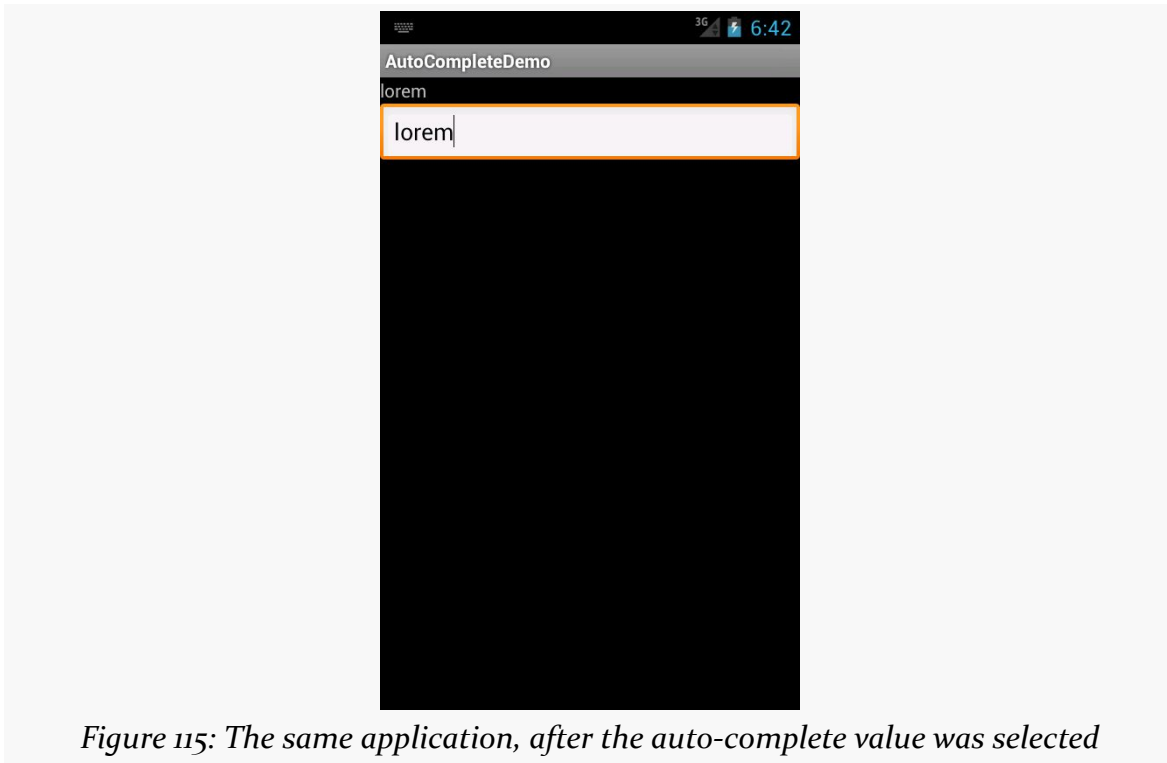 3G 6:42
AutoCompleteDemo
lorem
lorem
Figure 115: The same application, after the auto-complete value was selected